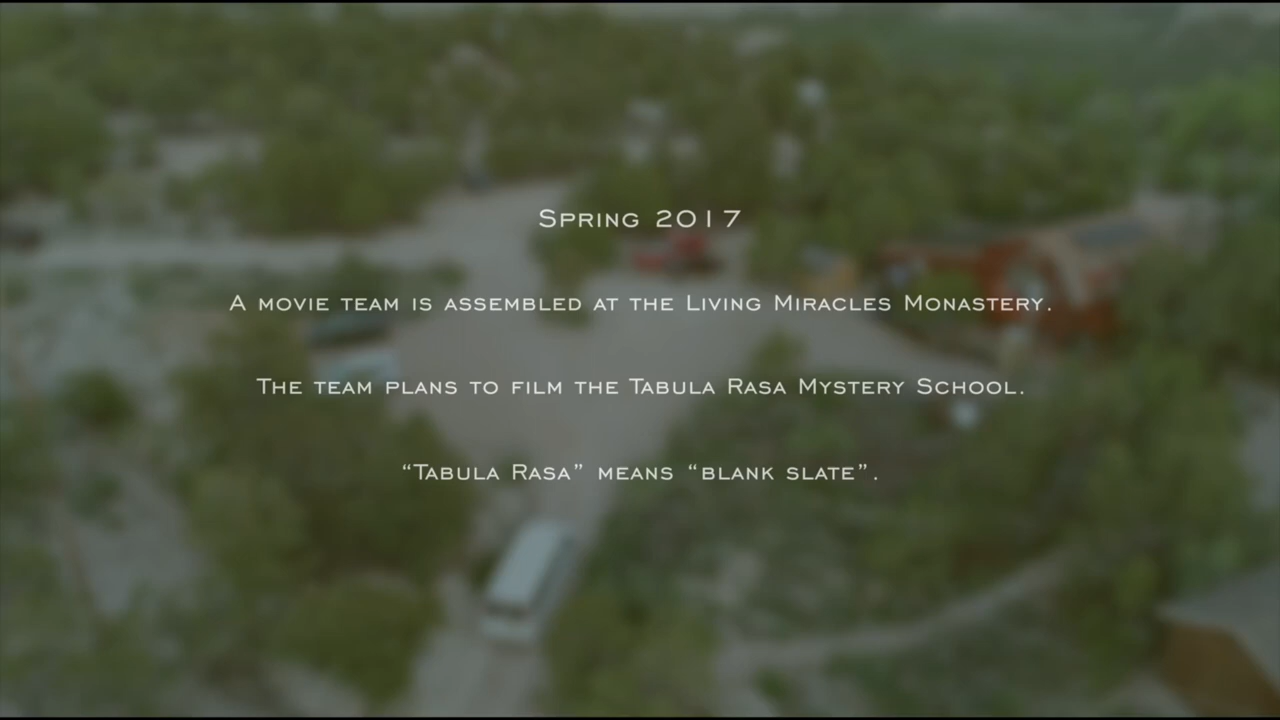 Spring 2017
A movie team is assembled at the Living Miracles Monastery.
The team plans to film the Tabula Rasa Mystery School.
“Tabula Rasa” means “blank slate”.